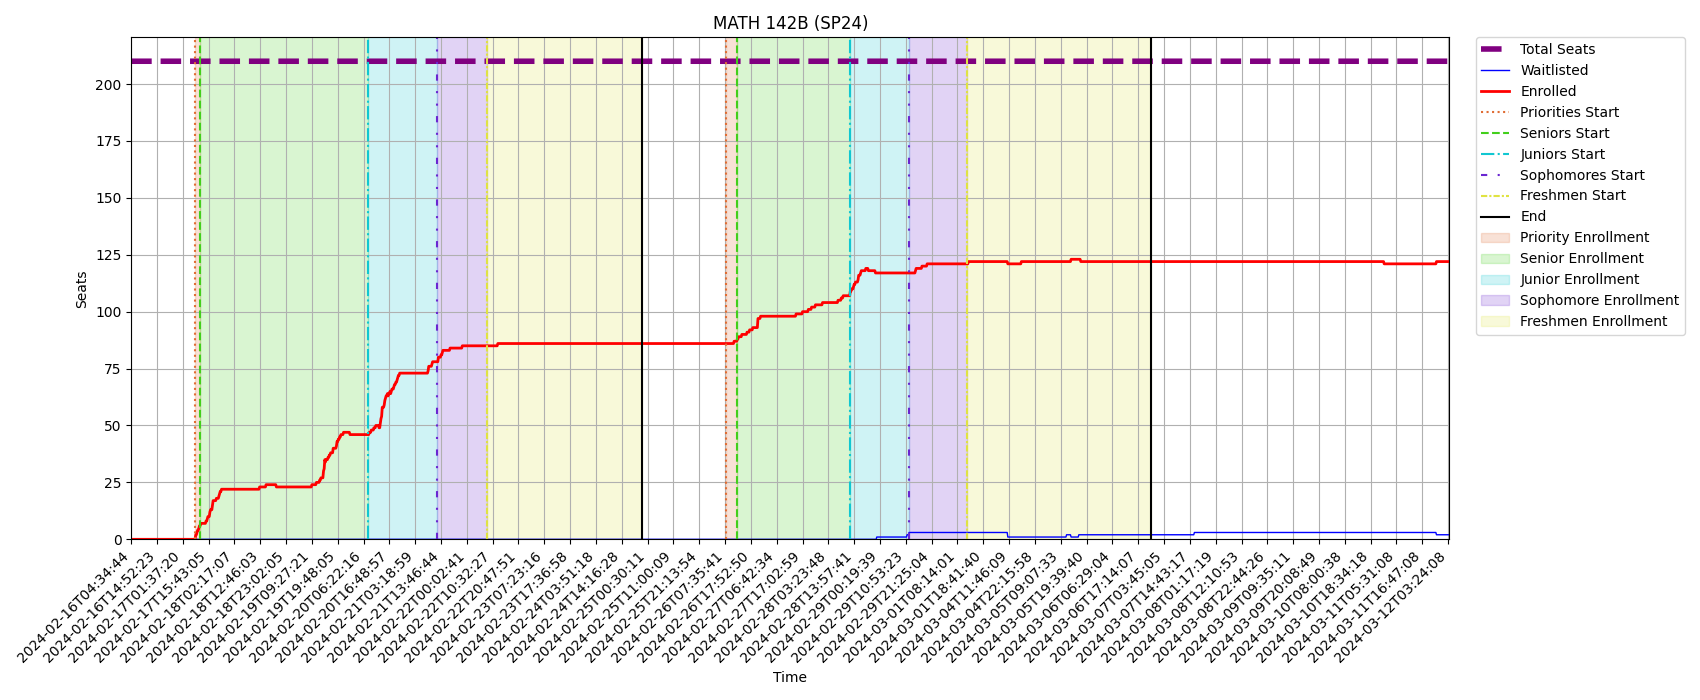 MATH 142B (SP24)
Seats
200
175
150
125
100
75
50
25
0
2024-02-16T04:34:44
2024-02-16T14:52:23
2024-02-17T01:37:20
2024-02-17T15:43:05
2024-02-18T02:17:07
2024-02-18T12:46:03
2024-02-18T23:02:05
2024-02-19T09:27:21
2024-02-19T19:48:05
2024-02-20T06:22:16
2024-02-20T16:48:57
2024-02-21T03:18:59
2024-02-21T13:46:44
2024-02-22T00:02:41
2024-02-22T10:32:27
2024-02-22T20:47:51
2024-02-23T07:23:16
2024-02-23T17:36:58
2024-02-24T03:51:18
2024-02-24T14:16:28
2024-02-25T00:30:11
2024-02-25T11:00:09
2024-02-25T21:13:54
2024-02-26T07:35:41
2024-02-26T17:52:50
2024-02-27T06:42:34
2024-02-27T17:02:59
2024-02-28T03:23:48
2024-02-28T13:57:41
2024-02-29T00:19:39
2024-02-29T10:53:23
2024-02-29T21:25:04
2024-03-01T08:14:01
2024-03-01T18:41:40
2024-03-04T11:46:09
2024-03-04T22:15:58
2024-03-05T09:07:33
2024-03-05T19:39:40
2024-03-06T06:29:04
2024-03-06T17:14:07
2024-03-07T03:45:05
2024-03-07T14:43:17
2024-03-08T01:17:19
2024-03-08T12:10:53
2024-03-08T22:44:26
2024-03-09T09:35:11
2024-03-09T20:08:49
2024-03-10T08:00:38
2024-03-10T18:34:18
2024-03-11T05:31:08
2024-03-11T16:47:08
2024-03-12T03:24:08
Time
Total Seats
Waitlisted
Enrolled
Priorities Start
Seniors Start
Juniors Start
Sophomores Start
Freshmen Start
End
Priority Enrollment
Senior Enrollment
Junior Enrollment
Sophomore Enrollment
Freshmen Enrollment